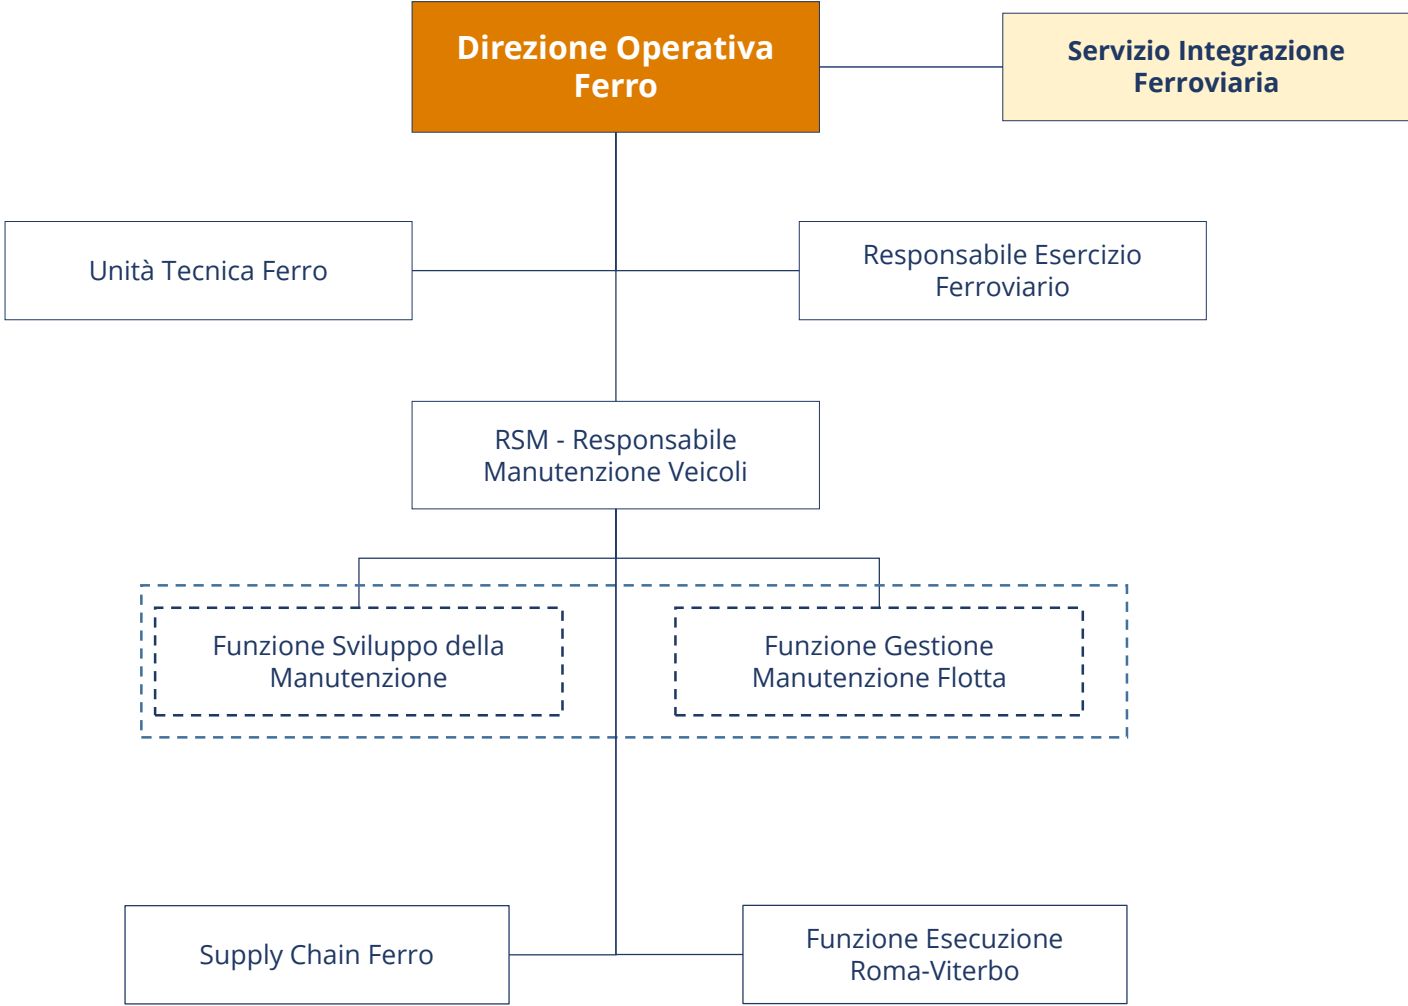 Direzione Operativa
Ferro
Servizio Integrazione
Ferroviaria
Unità Tecnica Ferro
Responsabile Esercizio
Ferroviario
RSM - Responsabile
Manutenzione Veicoli
Funzione Sviluppo della
Manutenzione
Funzione Gestione
Manutenzione Flotta
Supply Chain Ferro
Funzione Esecuzione
Roma-Viterbo